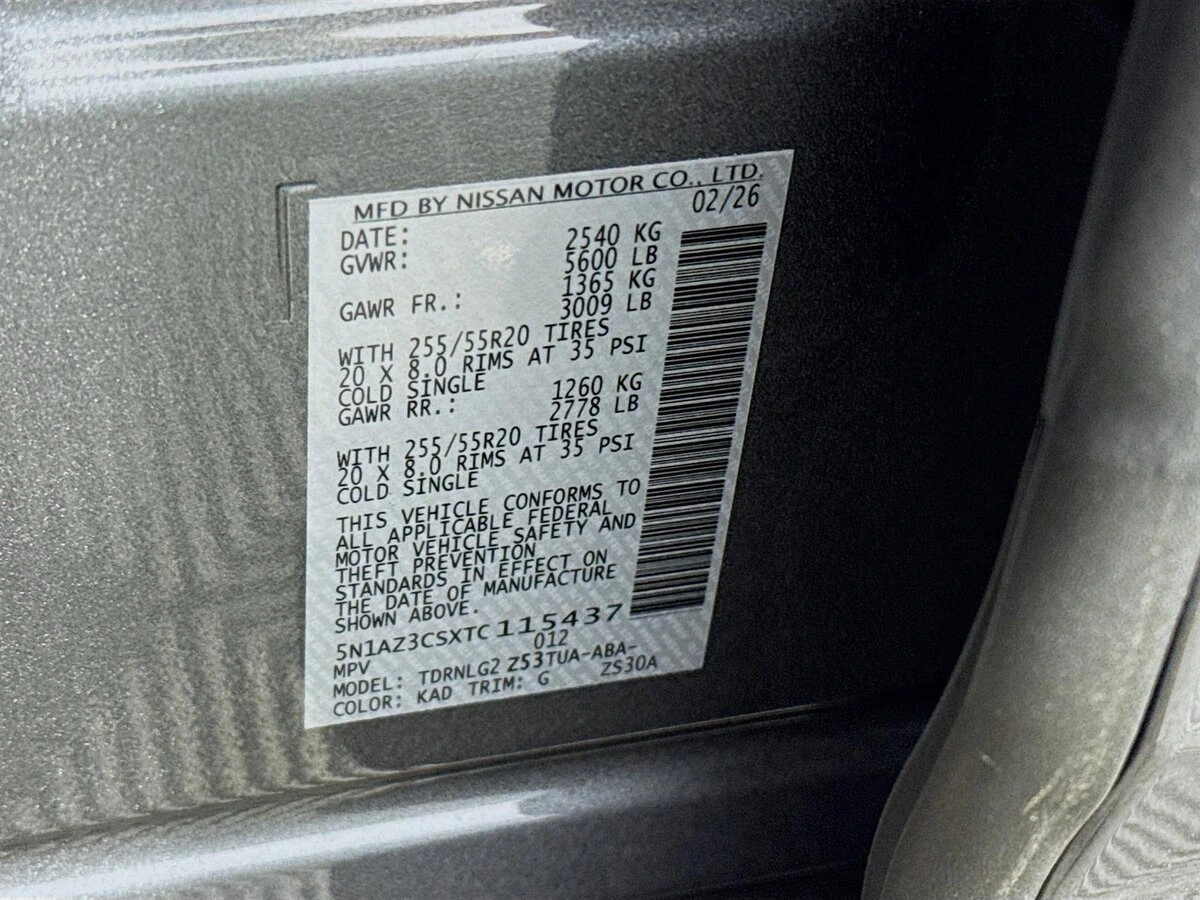 MFD BY NISSAN MOTOR CO., LTD.
DATE: 02/26
GVWR: 2540 KG
5600 LB
GAWR FR.: 1365 KG
3009 LB
WITH 255/55R20 TIRES
20 X 8.0 RIMS AT 35 PSI
COLD SINGLE
GAWR RR.: 1260 KG
2778 LB
WITH 255/55R20 TIRES
20 X 8.0 RIMS AT 35 PSI
COLD SINGLE
THIS VEHICLE CONFORMS TO
ALL APPLICABLE FEDERAL
MOTOR VEHICLE SAFETY AND
THEFT PREVENTION
STANDARDS IN EFFECT ON
THE DATE OF MANUFACTURE
SHOWN ABOVE.
5N1AZ3CSXTC115437
MPV 012
MODEL: TDRNLG2 Z53TUA-ABA-
COLOR: KAD TRIM: G ZS30A